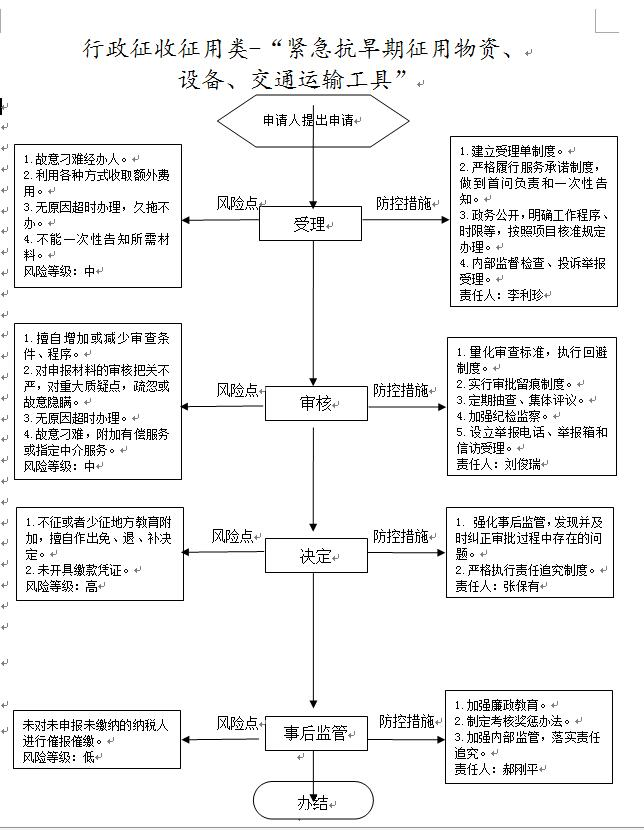 行政征收征用类-“紧急抗旱期征用物资、
设备、交通运输工具”
申请人提出申请
1.故意刁难经办人。
2.利用各种方式收取额外费
用。
3.无原因超时办理，久拖不
办。
4.不能一次性告知所需材
料。
风险等级：中
风险点
受理
防控措施
1.建立受理单制度。
2.严格履行服务承诺制度，
做到首问负责和一次性告
知。
3.政务公开，明确工作程序、
时限等，按照项目核准规定
办理。
4.内部监督检查、投诉举报
受理。
责任人：李利珍
1.擅自增加或减少审查条
件、程序。
2.对申报材料的审核把关不
严，对重大质疑点，疏忽或
故意隐瞒。
3.无原因超时办理。
4.故意刁难，附加有偿服务
或指定中介服务。
风险等级：中
风险点
审核
防控措施
1.量化审查标准，执行回避
制度。
2.实行审批留痕制度。
3.定期抽查、集体评议。
4.加强纪检监察。
5.设立举报电话、举报箱和
信访受理。
责任人：刘俊瑞
1.不征或者少征地方教育附
加，擅自作出免、退、补决
定。
2.未开具缴款凭证。
风险等级：高
风险点
决定
防控措施
1. 强化事后监管，发现并及
时纠正审批过程中存在的问
题。
2.严格执行责任追究制度。
责任人：张保有
未对未申报未缴纳的纳税人
进行催报催缴。
风险等级：低
风险点
事后监管
防控措施
1.加强廉政教育。
2.制定考核奖惩办法。
3.加强内部监管，落实责任
追究。
责任人：郝刚平
办结